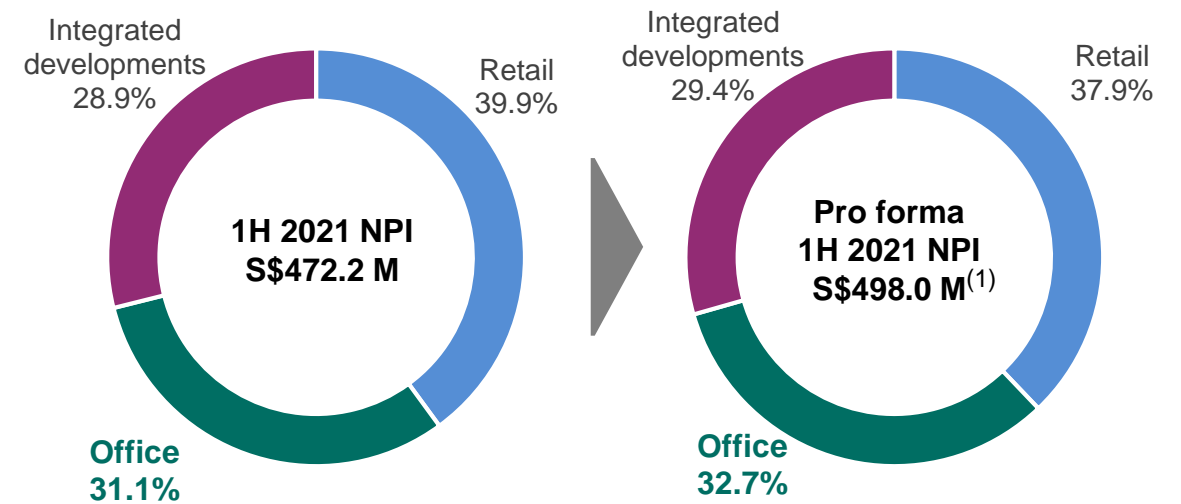 Integrated
developments
28.9%
Retail
39.9%
1H 2021 NPI
S$472.2 M
Office
31.1%
Integrated
developments
29.4%
Retail
37.9%
Pro forma
1H 2021 NPI
S$498.0 M(1)
Office
32.7%